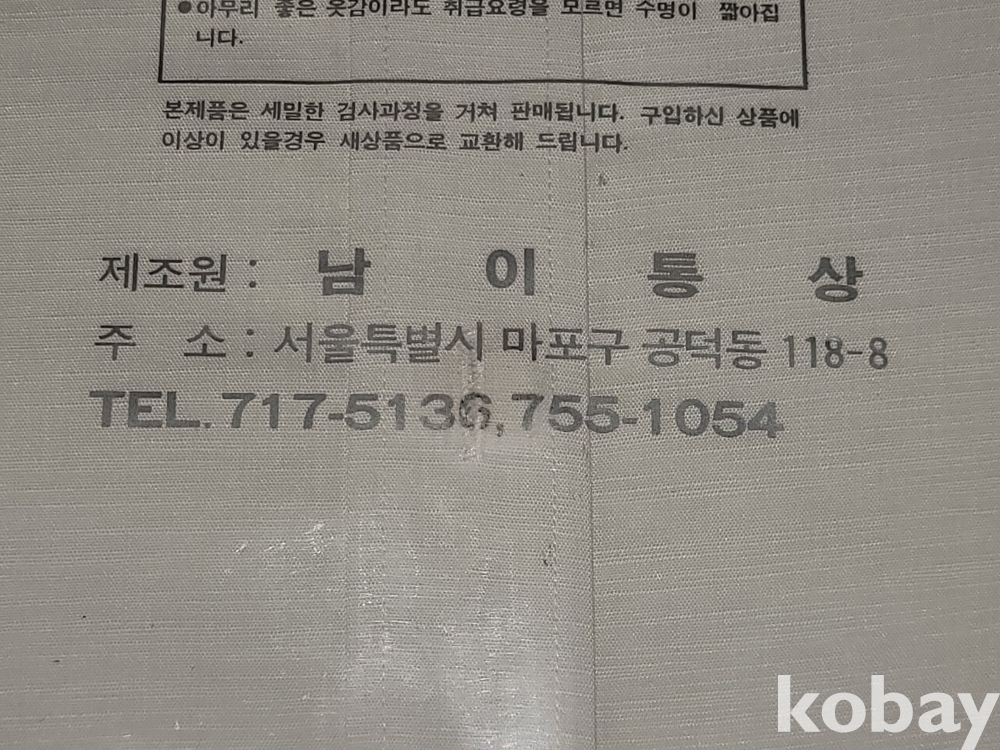 ●아무리 좋은 옷감이라도 취급요령을 모르면 수명이 짧아집
니다.
본제품은 세밀한 검사과정을 거쳐 판매됩니다. 구입하신 상품에
이상이 있을경우 새상품으로 교환해 드립니다.
제조원 : 남 이 통 상
주 소 : 서울특별시 마포구 공덕동 118-8
TEL. 717-5136, 755-1054
kobay